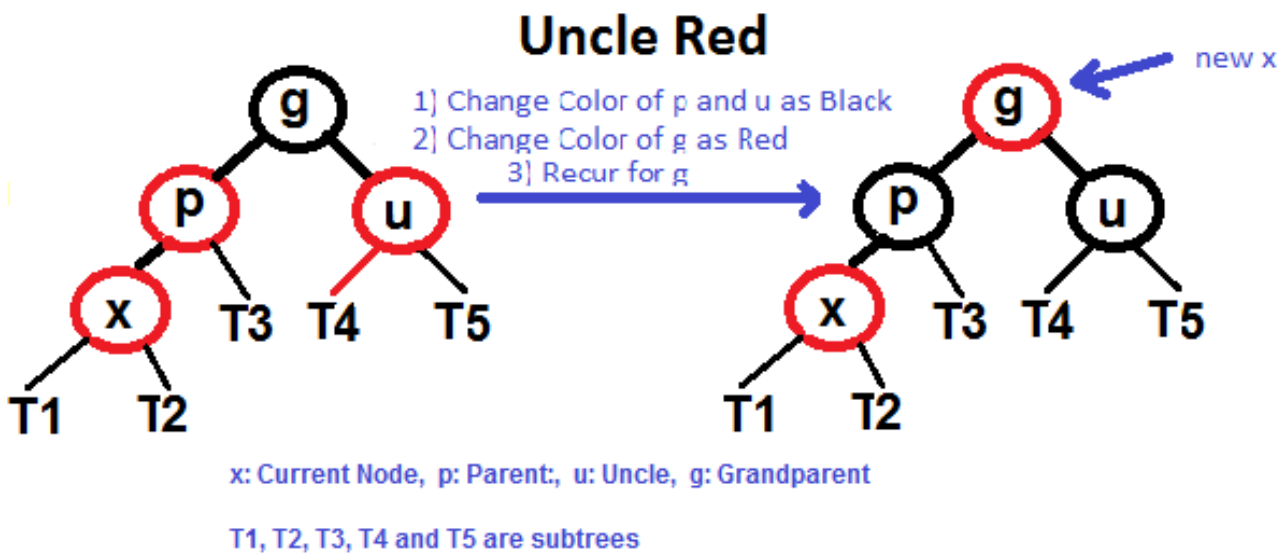 Uncle Red
new x
1) Change Color of p and u as Black
2) Change Color of g as Red
3) Recur for g
g
p
u
x
T3
T4
T5
T1
T2
g
p
u
x
T3
T4
T5
T1
T2
x: Current Node, p: Parent:, u: Uncle, g: Grandparent
T1, T2, T3, T4 and T5 are subtrees